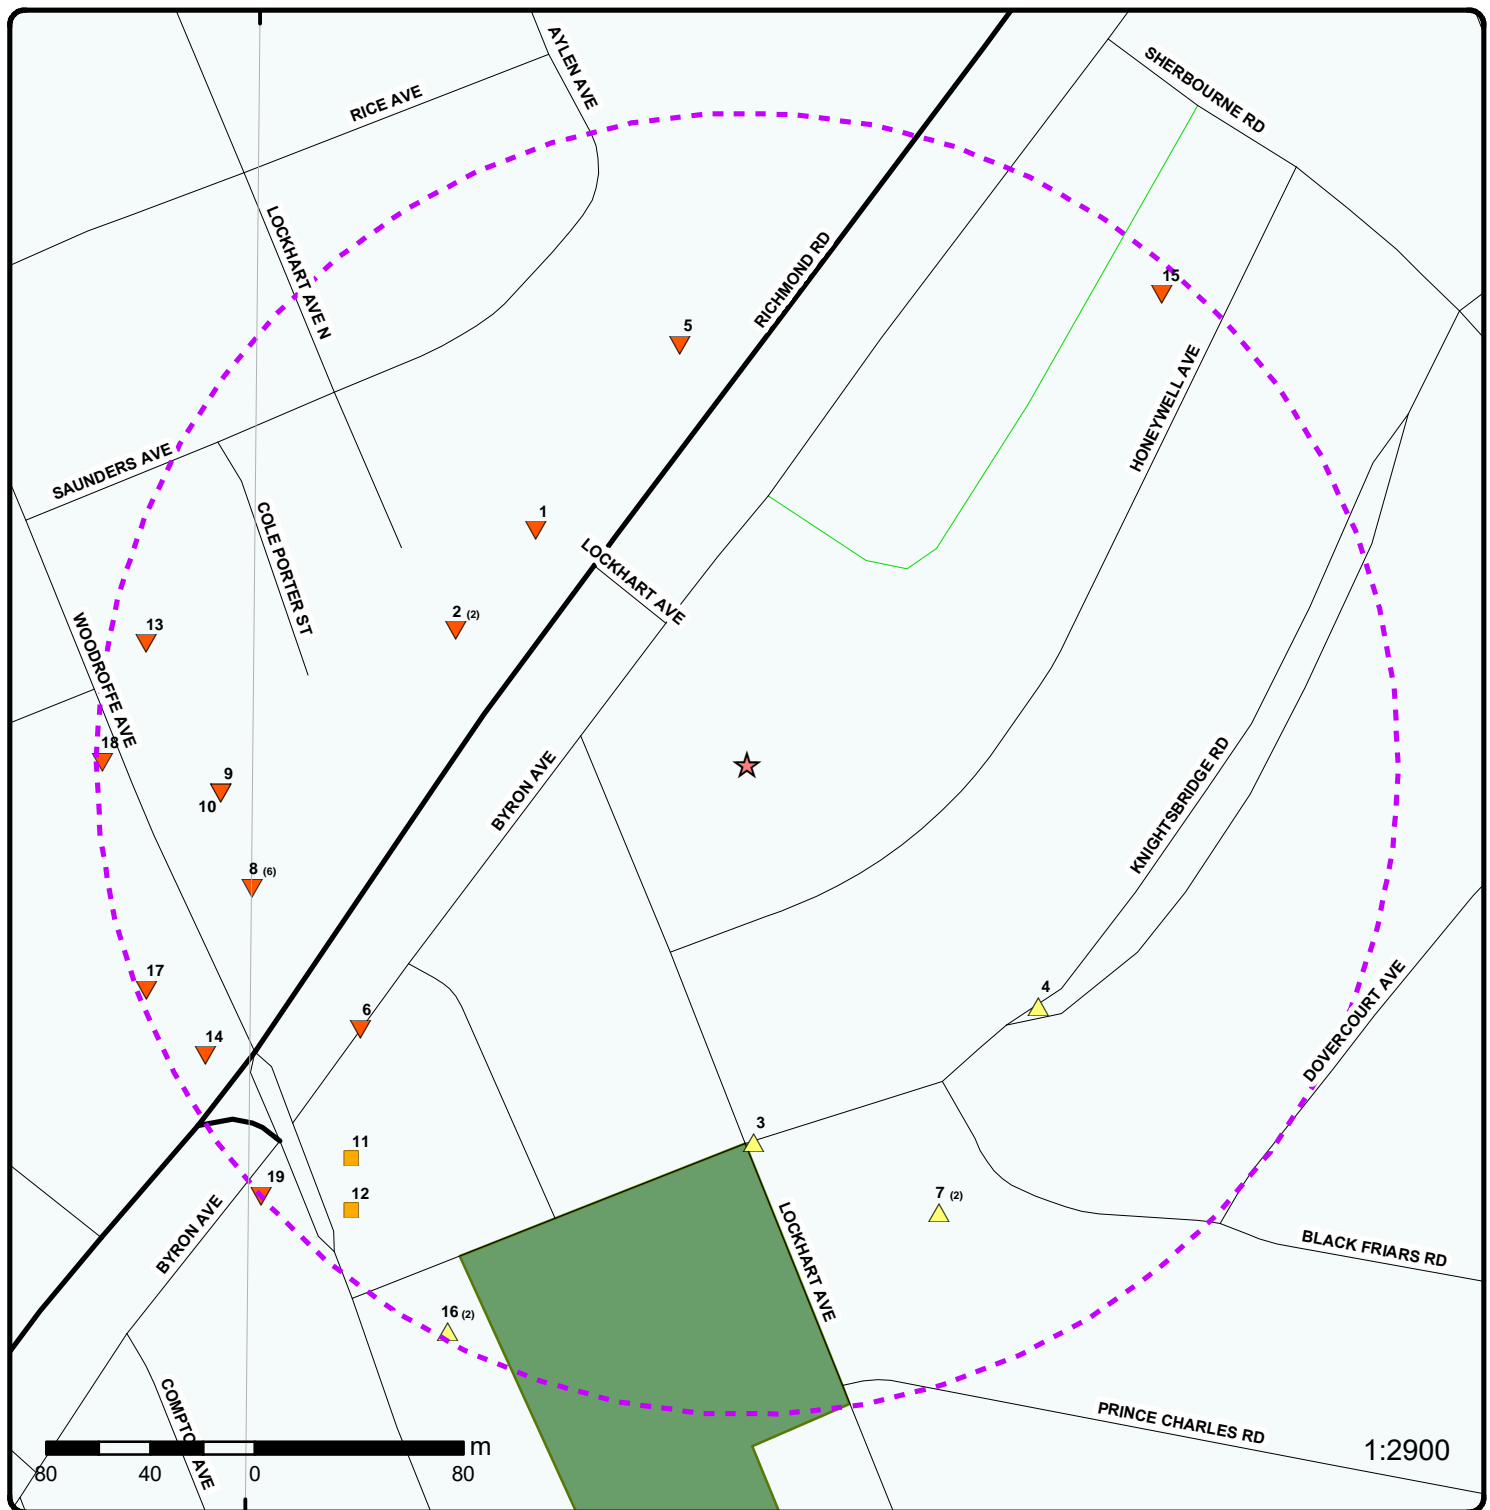 AYLEN AVE
SHERBOURNE RD
RICE AVE
LOCKHART AVE N
RICHMOND RD
15
5
HONEYWELL AVE
SAUNDERS AVE
COLE PORTER ST
1
LOCKHART AVE
2 (2)
13
WOODROFFE AVE
18
9
10
BYRON AVE
KNIGHTSBRIDGE RD
8 (6)
17
4
DOVERCOURT AVE
6
14
3
11
19
12
7 (2)
BYRON AVE
LOCKHART AVE
BLACK FRIARS RD
16 (2)
PRINCE CHARLES RD
AVE
m
1:2900
80 40 0 80